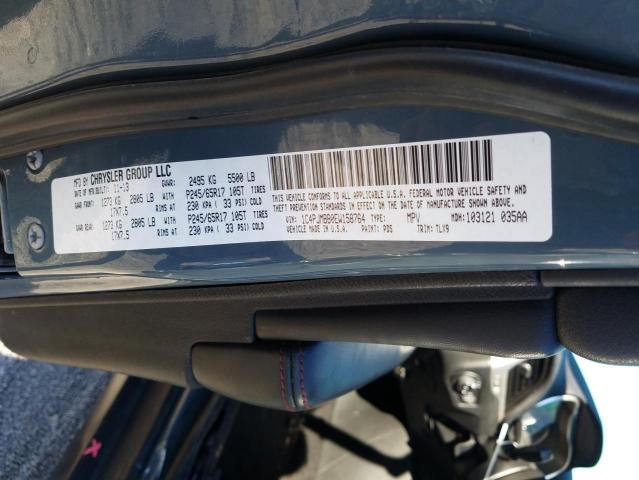 MFD BY CHRYSLER GROUP LLC
DATE OF MFR(BUILT): 11-13 GVWR: 2495 KG 5500 LB
GAWR FRONT: 1273 KG 2805 LB WITH P245/65R17 105T TIRES
17X7.5 RIMS AT 230 KPA ( 33 PSI) COLD
GAWR REAR: 1273 KG 2805 LB WITH P245/65R17 105T TIRES
17X7.5 RIMS AT 230 KPA ( 33 PSI) COLD
THIS VEHICLE CONFORMS TO ALL APPLICABLE U.S.A. FEDERAL MOTOR VEHICLE SAFETY, BUMPER AND
THEFT PREVENTION STANDARDS IN EFFECT ON THE DATE OF MANUFACTURE SHOWN ABOVE.
VIN: 1C4PJMBB0EW158764 TYPE: MPV MDH: 103121 035AA
VEHICLE MADE IN U.S.A. PAINT: PDS TRIM: TLX9